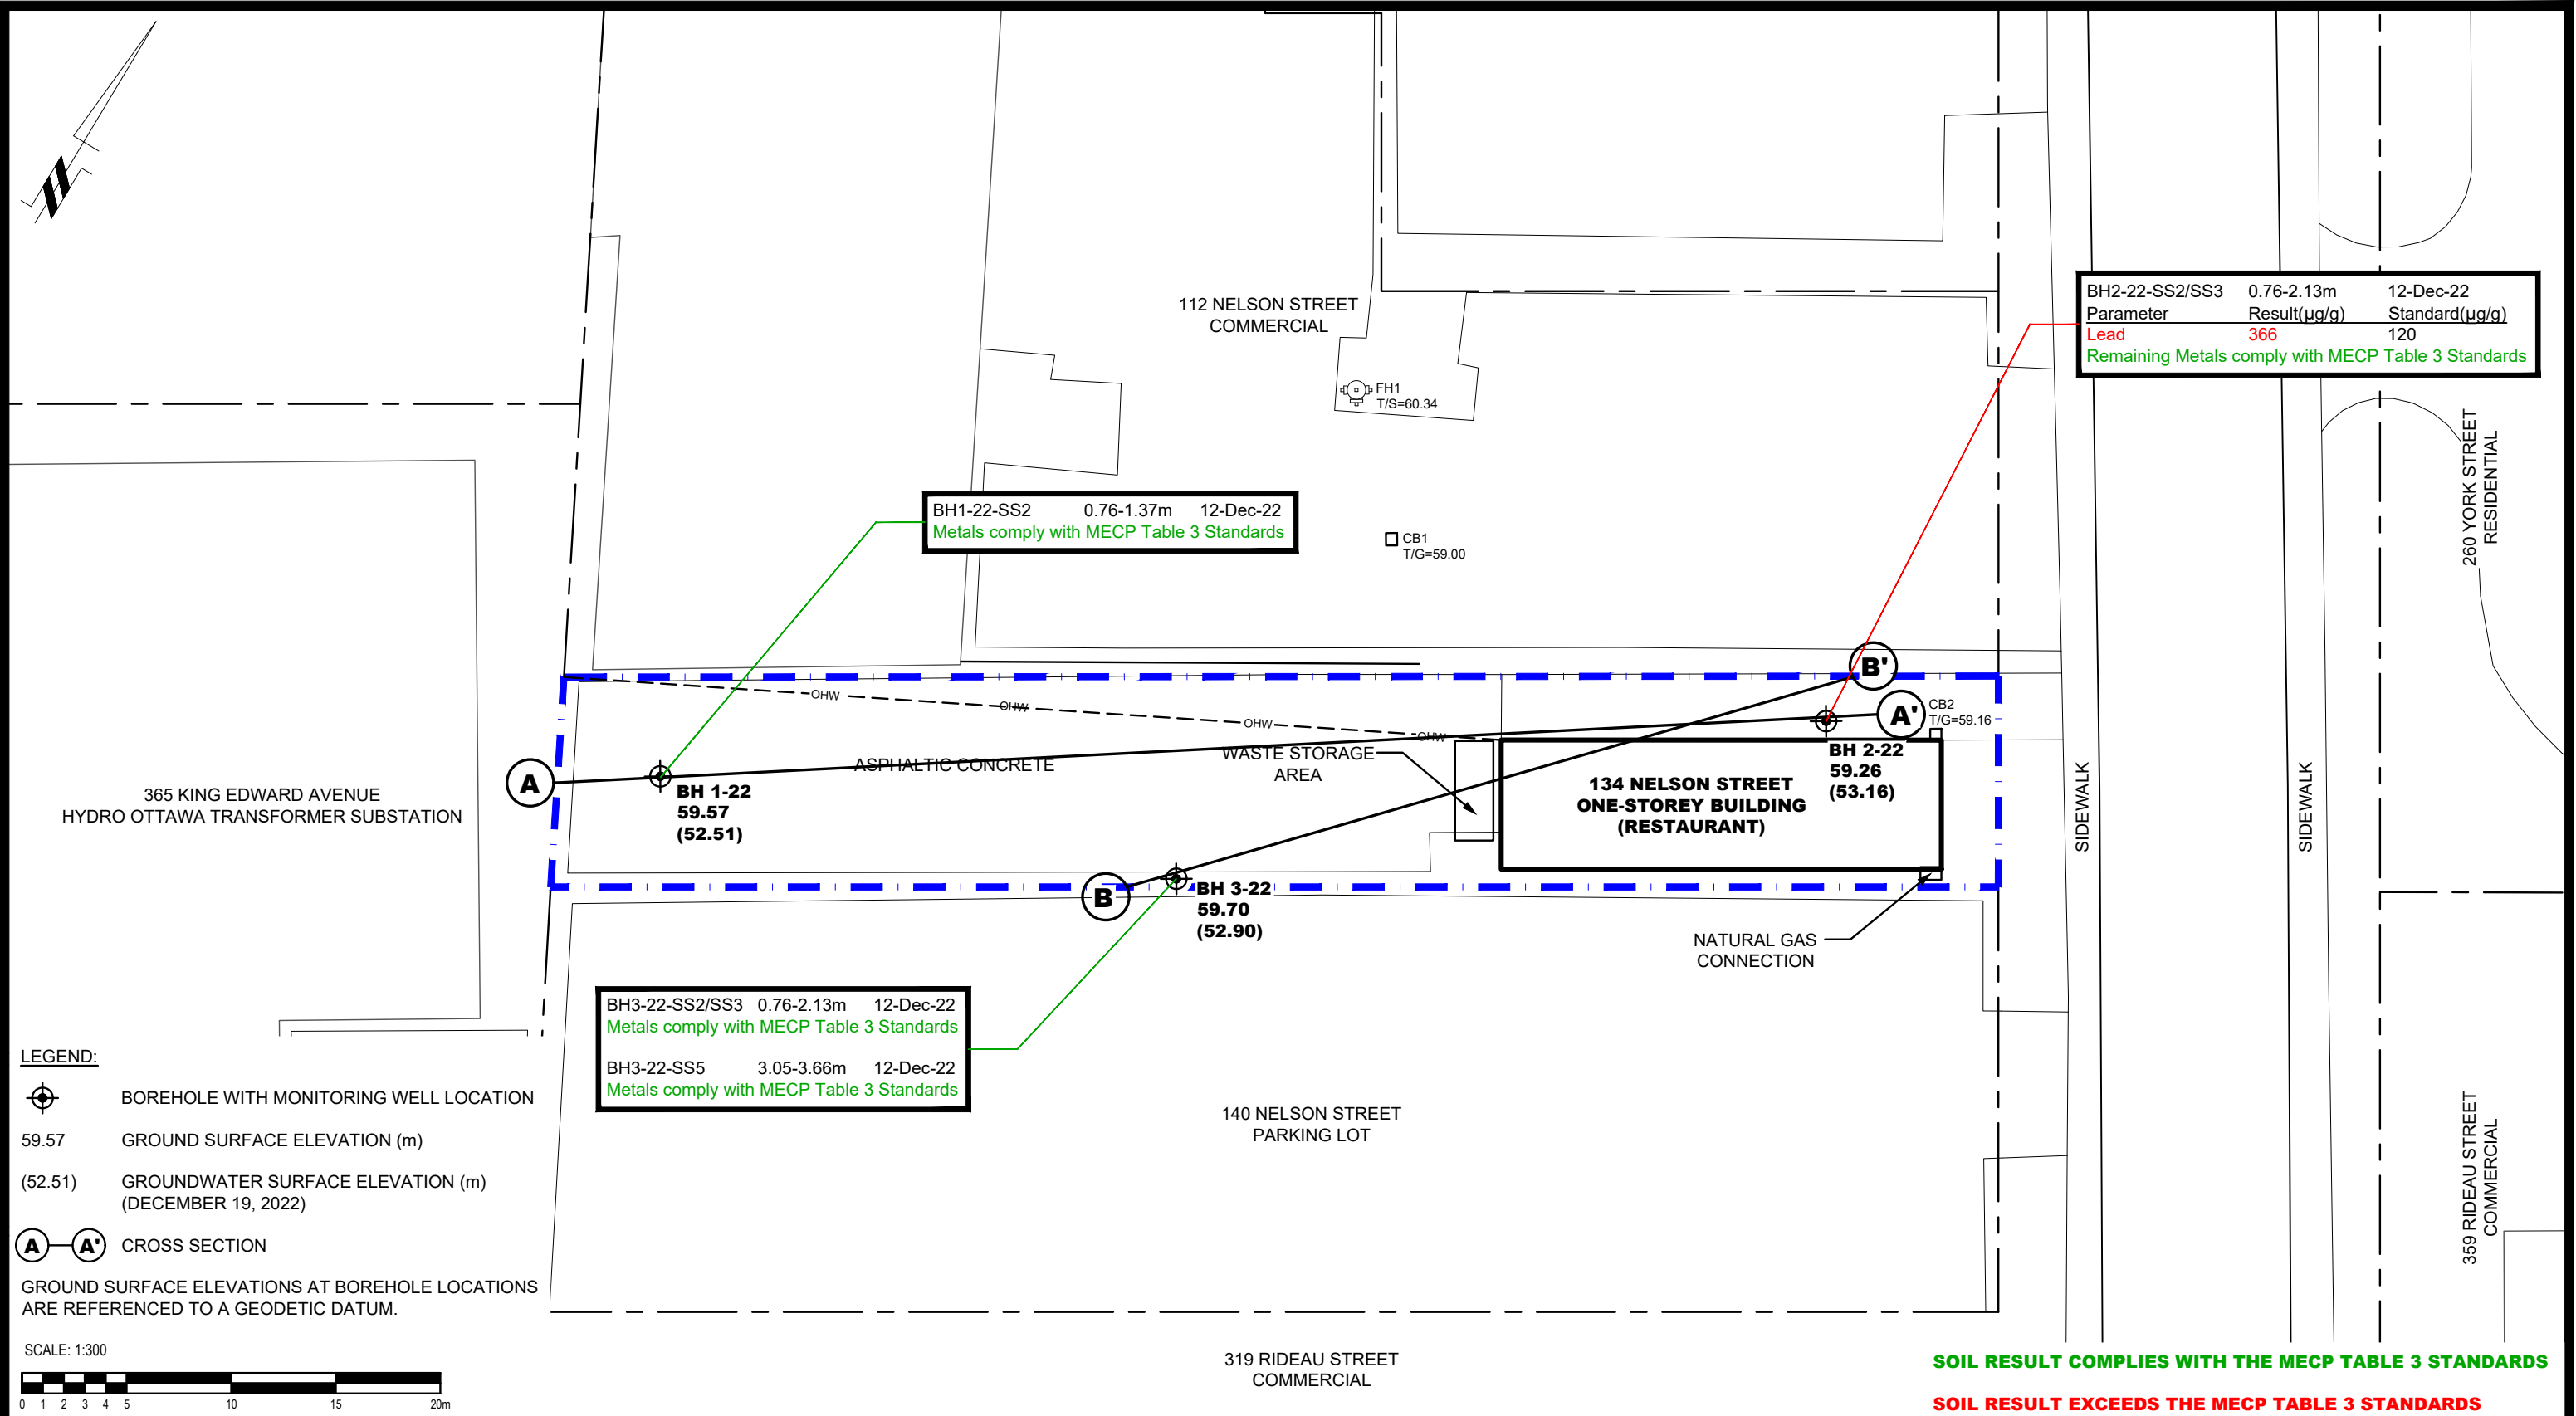 112 NELSON STREET
COMMERCIAL
FH1
T/S=60.34
BH2-22-SS2/SS3 0.76-2.13m 12-Dec-22
Parameter Result(µg/g) Standard(µg/g)
Lead 366 120
Remaining Metals comply with MECP Table 3 Standards
260 YORK STREET
RESIDENTIAL
BH1-22-SS2 0.76-1.37m 12-Dec-22
Metals comply with MECP Table 3 Standards
CB1
T/G=59.00
B'
A'
CB2
T/G=59.16
OHW
OHW
OHW
OHW
A
ASPHALTIC CONCRETE
WASTE STORAGE
AREA
BH 1-22
59.57
(52.51)
134 NELSON STREET
ONE-STOREY BUILDING
(RESTAURANT)
BH 2-22
59.26
(53.16)
365 KING EDWARD AVENUE
HYDRO OTTAWA TRANSFORMER SUBSTATION
SIDEWALK
SIDEWALK
B
BH 3-22
59.70
(52.90)
NATURAL GAS
CONNECTION
BH3-22-SS2/SS3 0.76-2.13m 12-Dec-22
Metals comply with MECP Table 3 Standards
BH3-22-SS5 3.05-3.66m 12-Dec-22
Metals comply with MECP Table 3 Standards
140 NELSON STREET
PARKING LOT
359 RIDEAU STREET
COMMERCIAL
LEGEND:
BOREHOLE WITH MONITORING WELL LOCATION
59.57 GROUND SURFACE ELEVATION (m)
(52.51) GROUNDWATER SURFACE ELEVATION (m)
(DECEMBER 19, 2022)
A A' CROSS SECTION
GROUND SURFACE ELEVATIONS AT BOREHOLE LOCATIONS
ARE REFERENCED TO A GEODETIC DATUM.
SCALE: 1:300
0 1 2 3 4 5 10 15 20m
319 RIDEAU STREET
COMMERCIAL
SOIL RESULT COMPLIES WITH THE MECP TABLE 3 STANDARDS
SOIL RESULT EXCEEDS THE MECP TABLE 3 STANDARDS